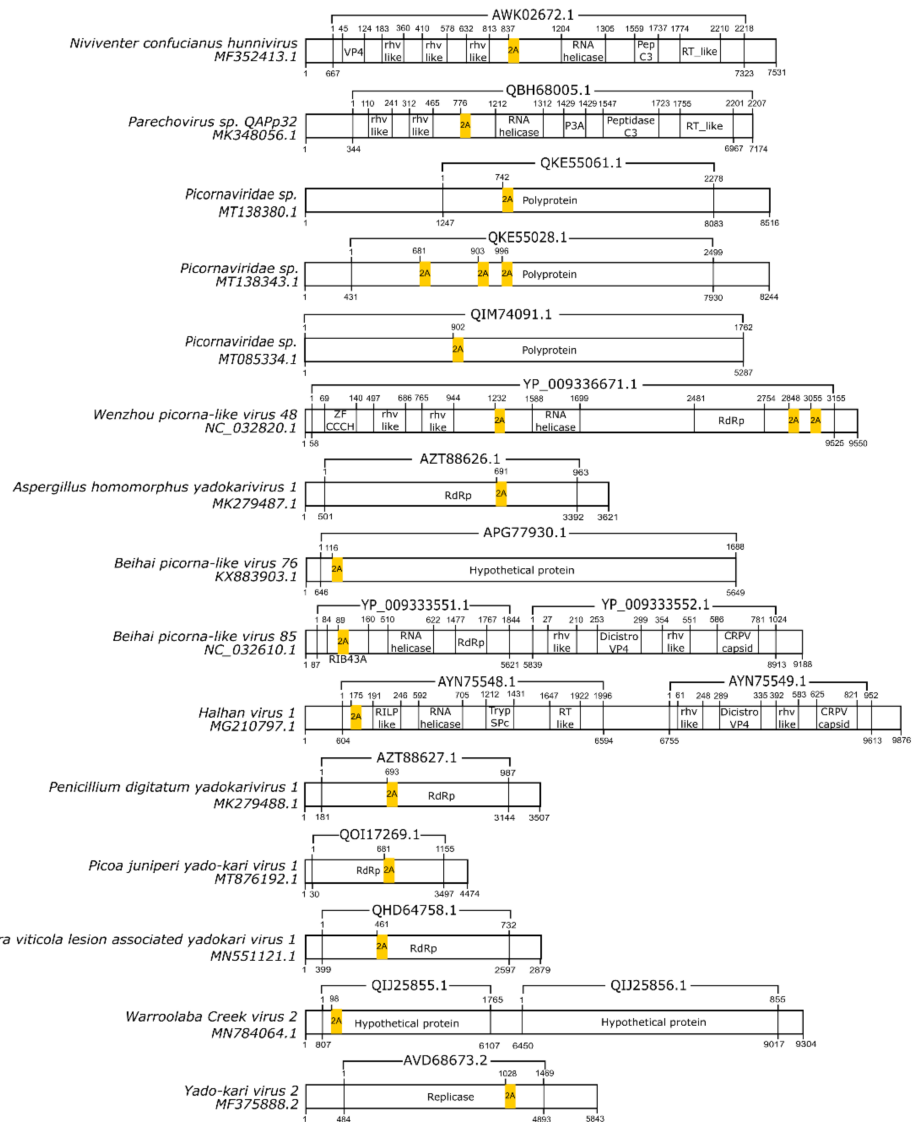 AWK02672.1
1 45 124 183 360 410 578 632 813 837 1204 1305 1559 1737 1774 2210 2218
Niviventer confucianus hunnivirus
MF352413.1
VP4 rhv like rhv like rhv like 2A RNA helicase Pep C3 RT_like
1 667 7323 7531
QBH68005.1
1 110 241 312 465 776 1212 1312 1429 1429 1547 1723 1755 2201 2207
Parechovirus sp. QAPp32
MK348056.1
rhv like rhv like 2A RNA helicase P3A Peptidase C3 RT_like
1 344 6967 7174
QKE55061.1
1 742 2278
Picornaviridae sp.
MT138380.1
2A Polyprotein
1 1247 8083 8516
QKE55028.1
1 681 903 996 2499
Picornaviridae sp.
MT138343.1
2A 2A 2A Polyprotein
1 431 7930 8244
QIM74091.1
1 902 1762
Picornaviridae sp.
MT085334.1
2A Polyprotein
1 5287
YP_009336671.1
1 69 140 497 686 765 944 1232 1588 1699 2481 2754 2848 3055 3155
Wenzhou picorna-like virus 48
NC_032820.1
ZF CCCH rhv like rhv like 2A RNA helicase RdRp 2A 2A
1 58 9525 9550
AZT88626.1
1 691 963
Aspergillus homomorphus yadokarivirus 1
MK279487.1
RdRp 2A
1 501 3392 3621
APG77930.1
1 116 1688
Beihai picorna-like virus 76
KX883903.1
2A Hypothetical protein
1 646 5649
YP_009333551.1 YP_009333552.1
1 84 89 160 510 622 1477 1767 1844 1 27 210 253 299 354 551 586 781 1024
Beihai picorna-like virus 85
NC_032610.1
2A RNA helicase RdRp rhv like Dicistro VP4 rhv like CRPV capsid
RIB43A
1 87 5621 5839 8913 9188
AYN75548.1 AYN75549.1
1 175 191 246 592 705 1212 1431 1647 1922 1996 1 61 248 289 335 392 583 625 821 952
Halhan virus 1
MG210797.1
2A RILP like RNA helicase Tryp SPc RT like rhv like Dicistro VP4 rhv like CRPV capsid
1 604 6594 6755 9613 9876
AZT88627.1
1 693 987
Penicillium digitatum yadokarivirus 1
MK279488.1
2A RdRp
1 181 3144 3507
QOI17269.1
1 681 1155
Picoa juniperi yado-kari virus 1
MT876192.1
RdRp 2A
1 30 3497 4474
QHD64758.1
1 461 732
ra viticola lesion associated yadokari virus 1
MN551121.1
2A RdRp
1 399 2597 2879
QIJ25855.1 QIJ25856.1
1 98 1765 1 855
Warroolaba Creek virus 2
MN784064.1
2A Hypothetical protein Hypothetical protein
1 807 6107 6450 9017 9304
AVD68673.2
1 1028 1469
Yado-kari virus 2
MF375888.2
Replicase 2A
1 484 4893 5843